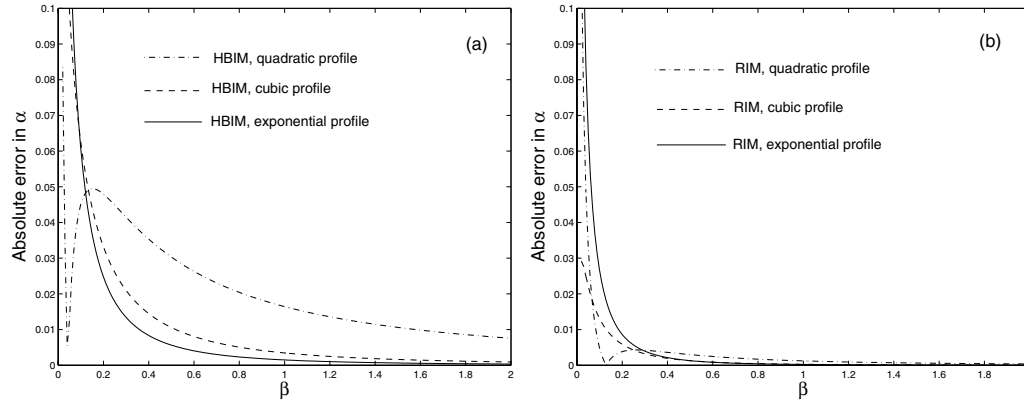 (a)
HBIM, quadratic profile
HBIM, cubic profile
HBIM, exponential profile
Absolute error in α
0.1
0.09
0.08
0.07
0.06
0.05
0.04
0.03
0.02
0.01
0
0 0.2 0.4 0.6 0.8 1 1.2 1.4 1.6 1.8 2
β
(b)
RIM, quadratic profile
RIM, cubic profile
RIM, exponential profile
Absolute error in α
0.1
0.09
0.08
0.07
0.06
0.05
0.04
0.03
0.02
0.01
0
0 0.2 0.4 0.6 0.8 1 1.2 1.4 1.6 1.8
β